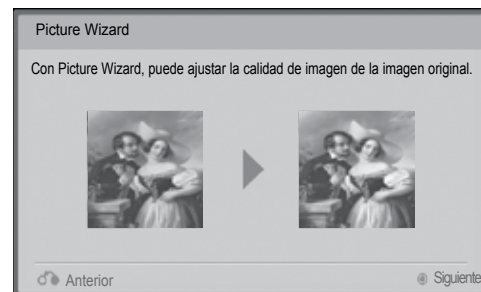 Picture Wizard
Con Picture Wizard, puede ajustar la calidad de imagen de la imagen original.
Anterior
Siguiente